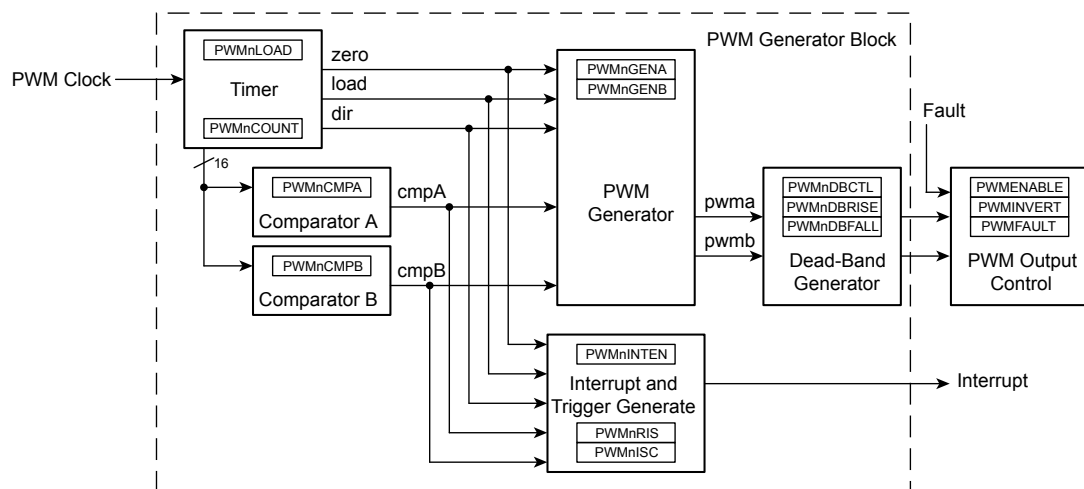 PWM Generator Block
PWM Clock
PWMnLOAD
Timer
PWMnCOUNT
zero
load
dir
16
PWMnCMPA
Comparator A
cmpA
PWMnCMPB
Comparator B
cmpB
PWMnGENA
PWMnGENB
PWM
Generator
pwma
pwmb
PWMnDBCTL
PWMnDBRISE
PWMnDBFALL
Dead-Band
Generator
Fault
PWMENABLE
PWMINVERT
PWMFAULT
PWM Output
Control
PWMnINTEN
Interrupt and
Trigger Generate
PWMnRIS
PWMnISC
Interrupt